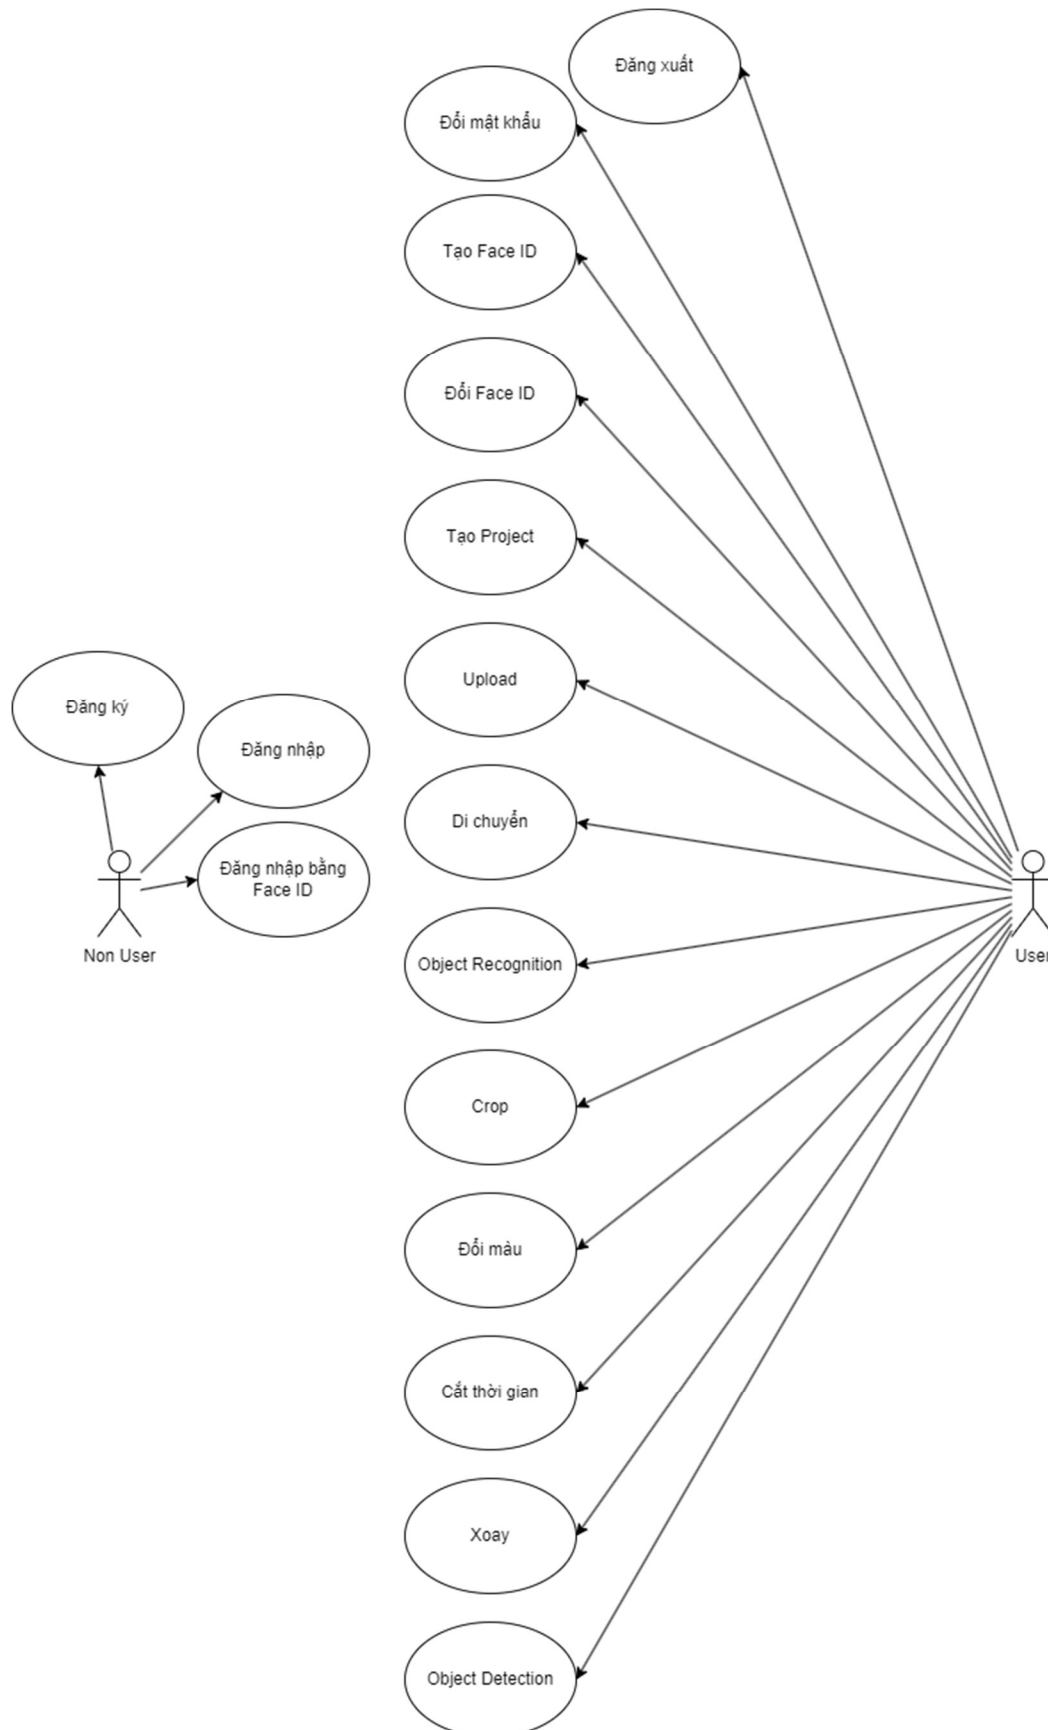 Đăng xuất
Đổi mật khẩu
Tạo Face ID
Đổi Face ID
Tạo Project
Upload
Đăng ký
Đăng nhập
Di chuyển
Đăng nhập bằng
Face ID
Non User
User
Object Recognition
Crop
Đổi màu
Cắt thời gian
Xoay
Object Detection